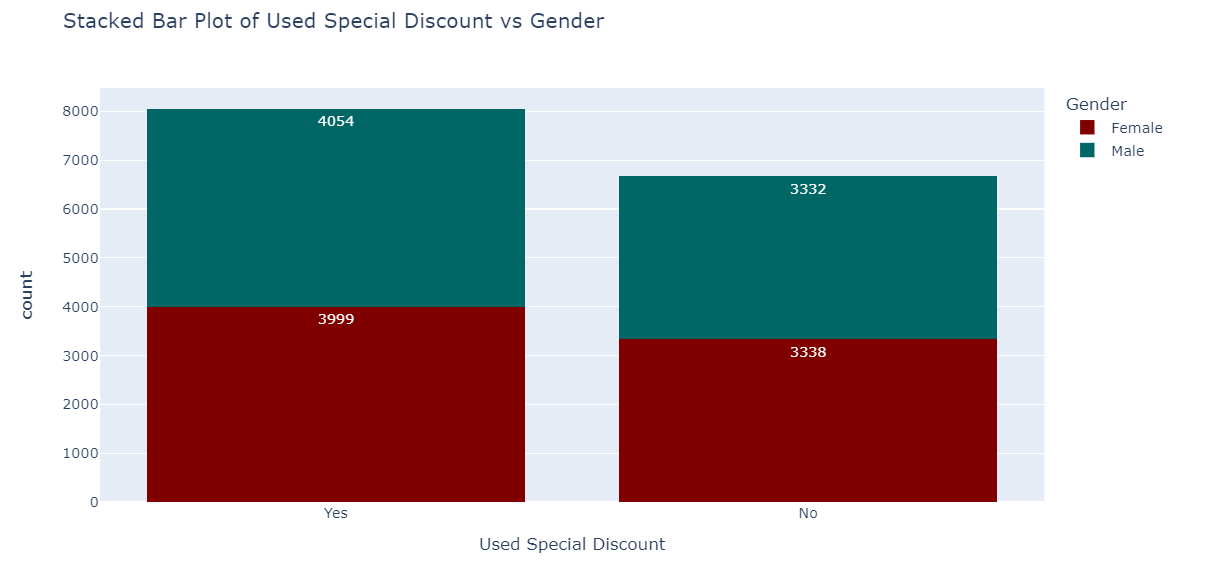 Stacked Bar Plot of Used Special Discount vs Gender
Gender
Female
Male
count
8000
7000
6000
5000
4000
3000
2000
1000
0
4054
3999
3332
3338
Yes
No
Used Special Discount